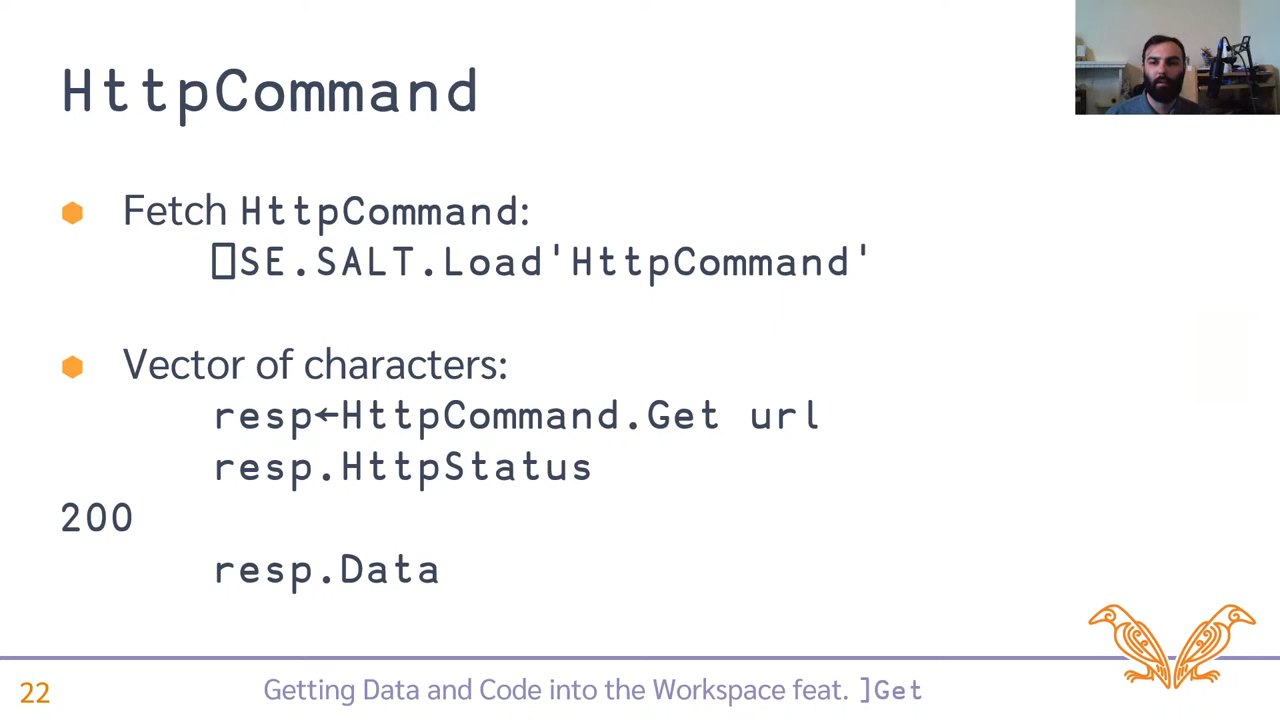 HttpCommand
Fetch HttpCommand:
⎕SE.SALT.Load'HttpCommand'
Vector of characters:
resp←HttpCommand.Get url
resp.HttpStatus
200
resp.Data
22
Getting Data and Code into the Workspace feat. ]Get